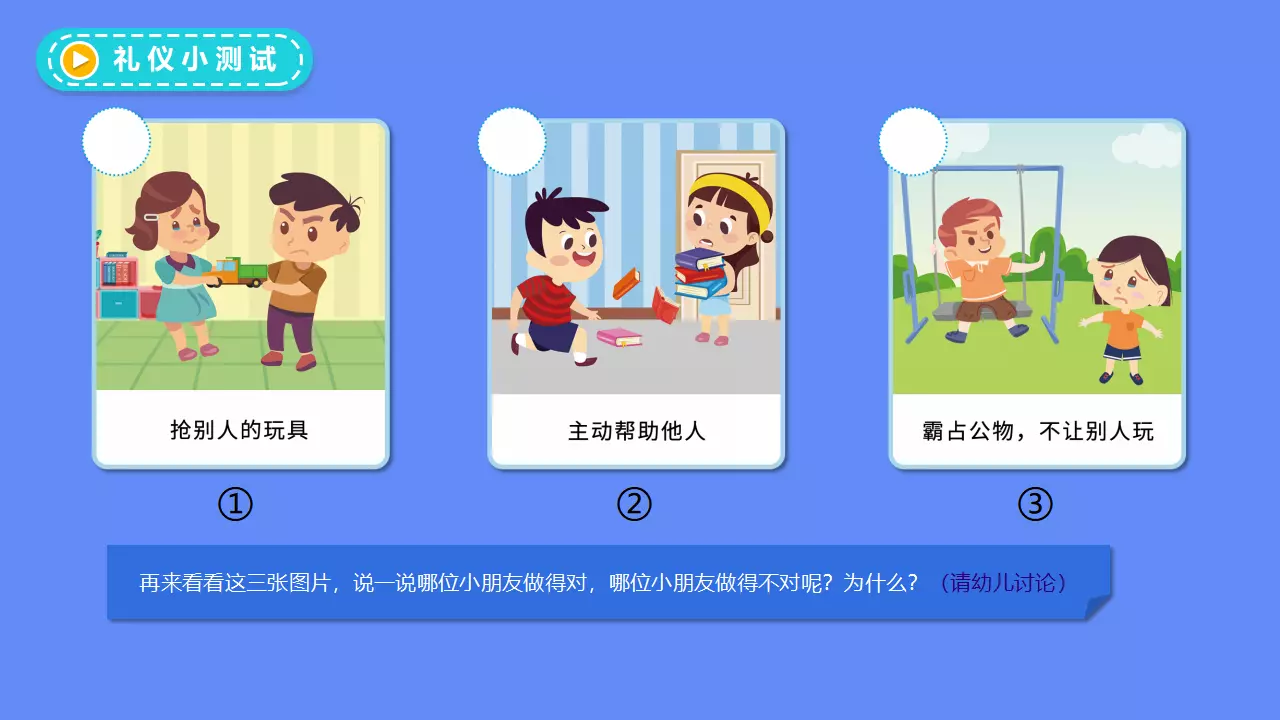 礼仪小测试
抢别人的玩具
主动帮助他人
霸占公物，不让别人玩
①
②
③
再来看看这三张图片，说一说哪位小朋友做得对，哪位小朋友做得不对呢？为什么？（请幼儿讨论）